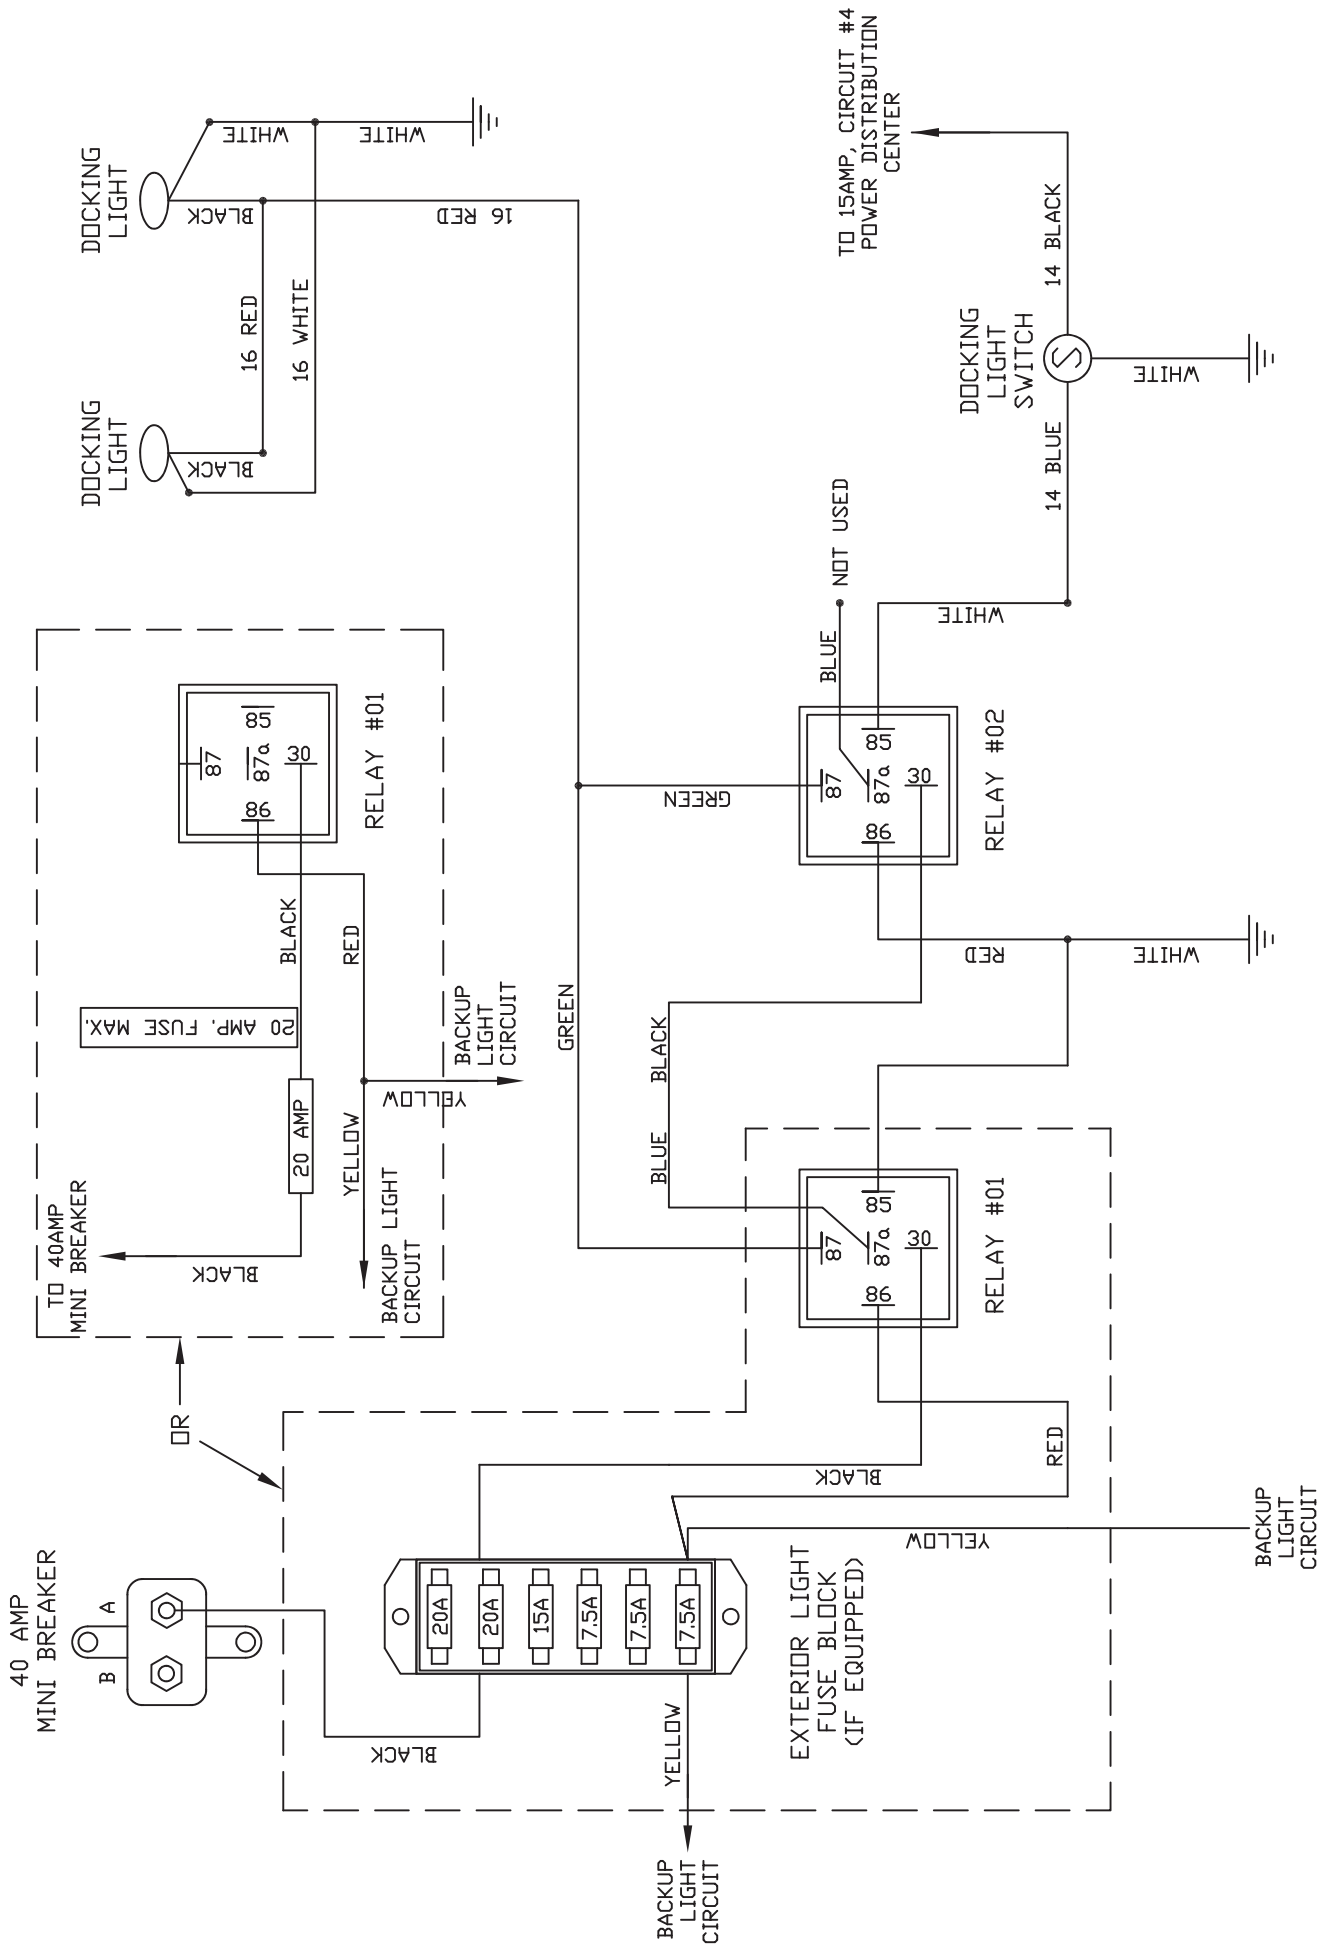 40 AMP
MINI BREAKER
B
A
BLACK
OR
TO 40AMP
MINI BREAKER
BLACK
20 AMP
20 AMP. FUSE MAX.
BLACK
RED
YELLOW
YELLOW
BACKUP LIGHT
CIRCUIT
BACKUP
LIGHT
CIRCUIT
87
87a
85
86
30
RELAY #01
DOCKING
LIGHT
BLACK
DOCKING
LIGHT
BLACK
16 RED
16 WHITE
WHITE
WHITE
16 RED
20A
20A
15A
7.5A
7.5A
7.5A
EXTERIOR LIGHT
FUSE BLOCK
(IF EQUIPPED)
YELLOW
BACKUP
LIGHT
CIRCUIT
BLACK
RED
YELLOW
BACKUP
LIGHT
CIRCUIT
87
87a
85
86
30
RELAY #01
GREEN
BLUE
BLACK
GREEN
RED
WHITE
87
87a
85
86
30
RELAY #02
BLUE
NOT USED
WHITE
14 BLUE
DOCKING
LIGHT
SWITCH
WHITE
14 BLACK
TO 15AMP, CIRCUIT #4
POWER DISTRIBUTION
CENTER